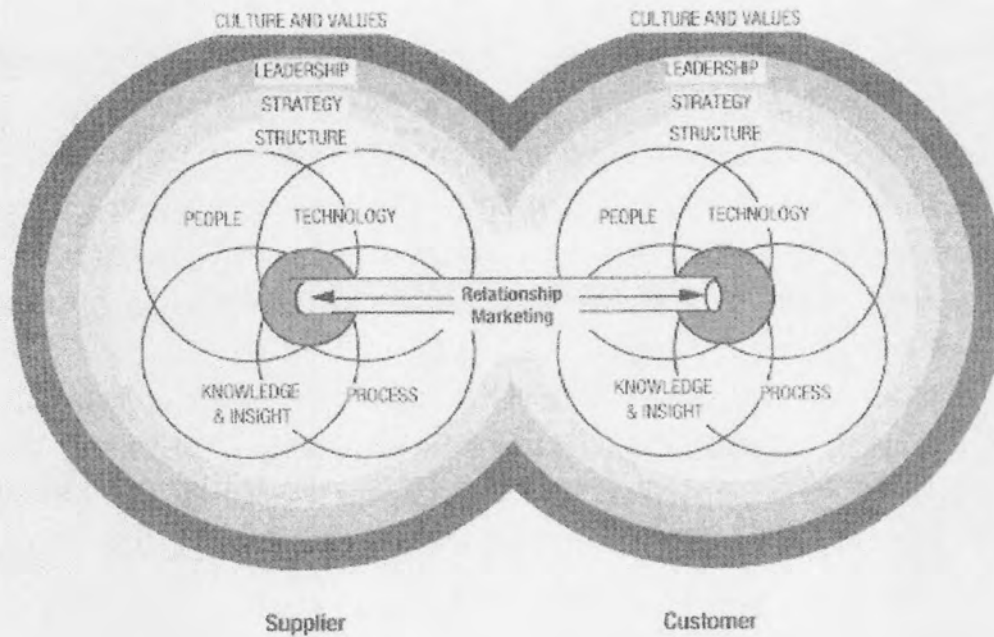 CULTURE AND VALUES
LEADERSHIP
STRATEGY
STRUCTURE
PEOPLE
TECHNOLOGY
KNOWLEDGE
& INSIGHT
PROCESS
Relationship
Marketing
CULTURE AND VALUES
LEADERSHIP
STRATEGY
STRUCTURE
PEOPLE
TECHNOLOGY
KNOWLEDGE
& INSIGHT
PROCESS
Supplier
Customer